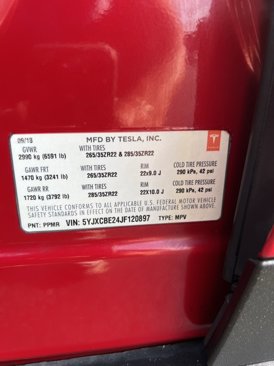 09/18 MFD BY TESLA, INC.
GVWR WITH TIRES
2990 kg (6591 lb) 265/35ZR22 & 285/35ZR22
GAWR FRT WITH TIRES RIM COLD TIRE PRESSURE
1470 kg (3241 lb) 265/35ZR22 22x9.0 J 290 kPa, 42 psi
GAWR RR WITH TIRES RIM COLD TIRE PRESSURE
1720 kg (3792 lb) 285/35ZR22 22X10.0 J 290 kPa, 42 psi
THIS VEHICLE CONFORMS TO ALL APPLICABLE U.S. FEDERAL MOTOR VEHICLE
SAFETY STANDARDS IN EFFECT ON THE DATE OF MANUFACTURE SHOWN ABOVE.
PNT: PPMR VIN: 5YJXCBE24JF120897 TYPE: MPV